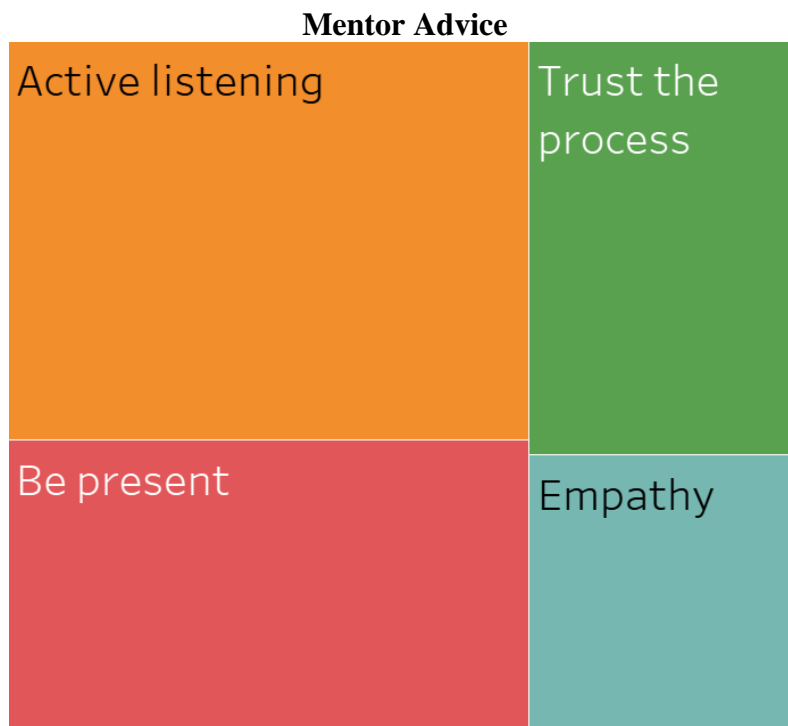 Mentor Advice
Active listening
Trust the
process
Be present
Empathy